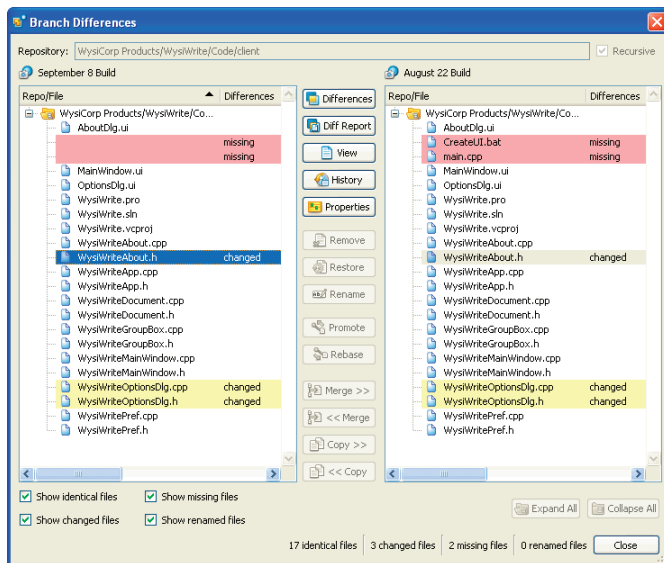 Branch Differences
Repository: WysiCorp Products/WysiWrite/Code/client Recursive
September 8 Build
Repo/File Differences
WysiCorp Products/WysiWrite/Co...
AboutDlg.ui
missing
missing
MainWindow.ui
OptionsDlg.ui
WysiWrite.pro
WysiWrite.sln
WysiWrite.vcproj
WysiWriteAbout.cpp
WysiWriteAbout.h changed
WysiWriteApp.cpp
WysiWriteApp.h
WysiWriteDocument.cpp
WysiWriteDocument.h
WysiWriteGroupBox.cpp
WysiWriteGroupBox.h
WysiWriteMainWindow.cpp
WysiWriteMainWindow.h
WysiWriteOptionsDlg.cpp changed
WysiWriteOptionsDlg.h changed
WysiWritePref.cpp
WysiWritePref.h
Differences
Diff Report
View
History
Properties
Remove
Restore
Rename
Promote
Rebase
Merge >>
<< Merge
Copy >>
<< Copy
August 22 Build
Repo/File Differences
WysiCorp Products/WysiWrite/Co...
AboutDlg.ui
CreateUI.bat missing
main.cpp missing
MainWindow.ui
OptionsDlg.ui
WysiWrite.pro
WysiWrite.sln
WysiWrite.vcproj
WysiWriteAbout.cpp
WysiWriteAbout.h changed
WysiWriteApp.cpp
WysiWriteApp.h
WysiWriteDocument.cpp
WysiWriteDocument.h
WysiWriteGroupBox.cpp
WysiWriteGroupBox.h
WysiWriteMainWindow.cpp
WysiWriteMainWindow.h
WysiWriteOptionsDlg.cpp changed
WysiWriteOptionsDlg.h changed
WysiWritePref.cpp
WysiWritePref.h
Show identical files Show missing files
Show changed files Show renamed files
Expand All Collapse All
17 identical files 3 changed files 2 missing files 0 renamed files Close